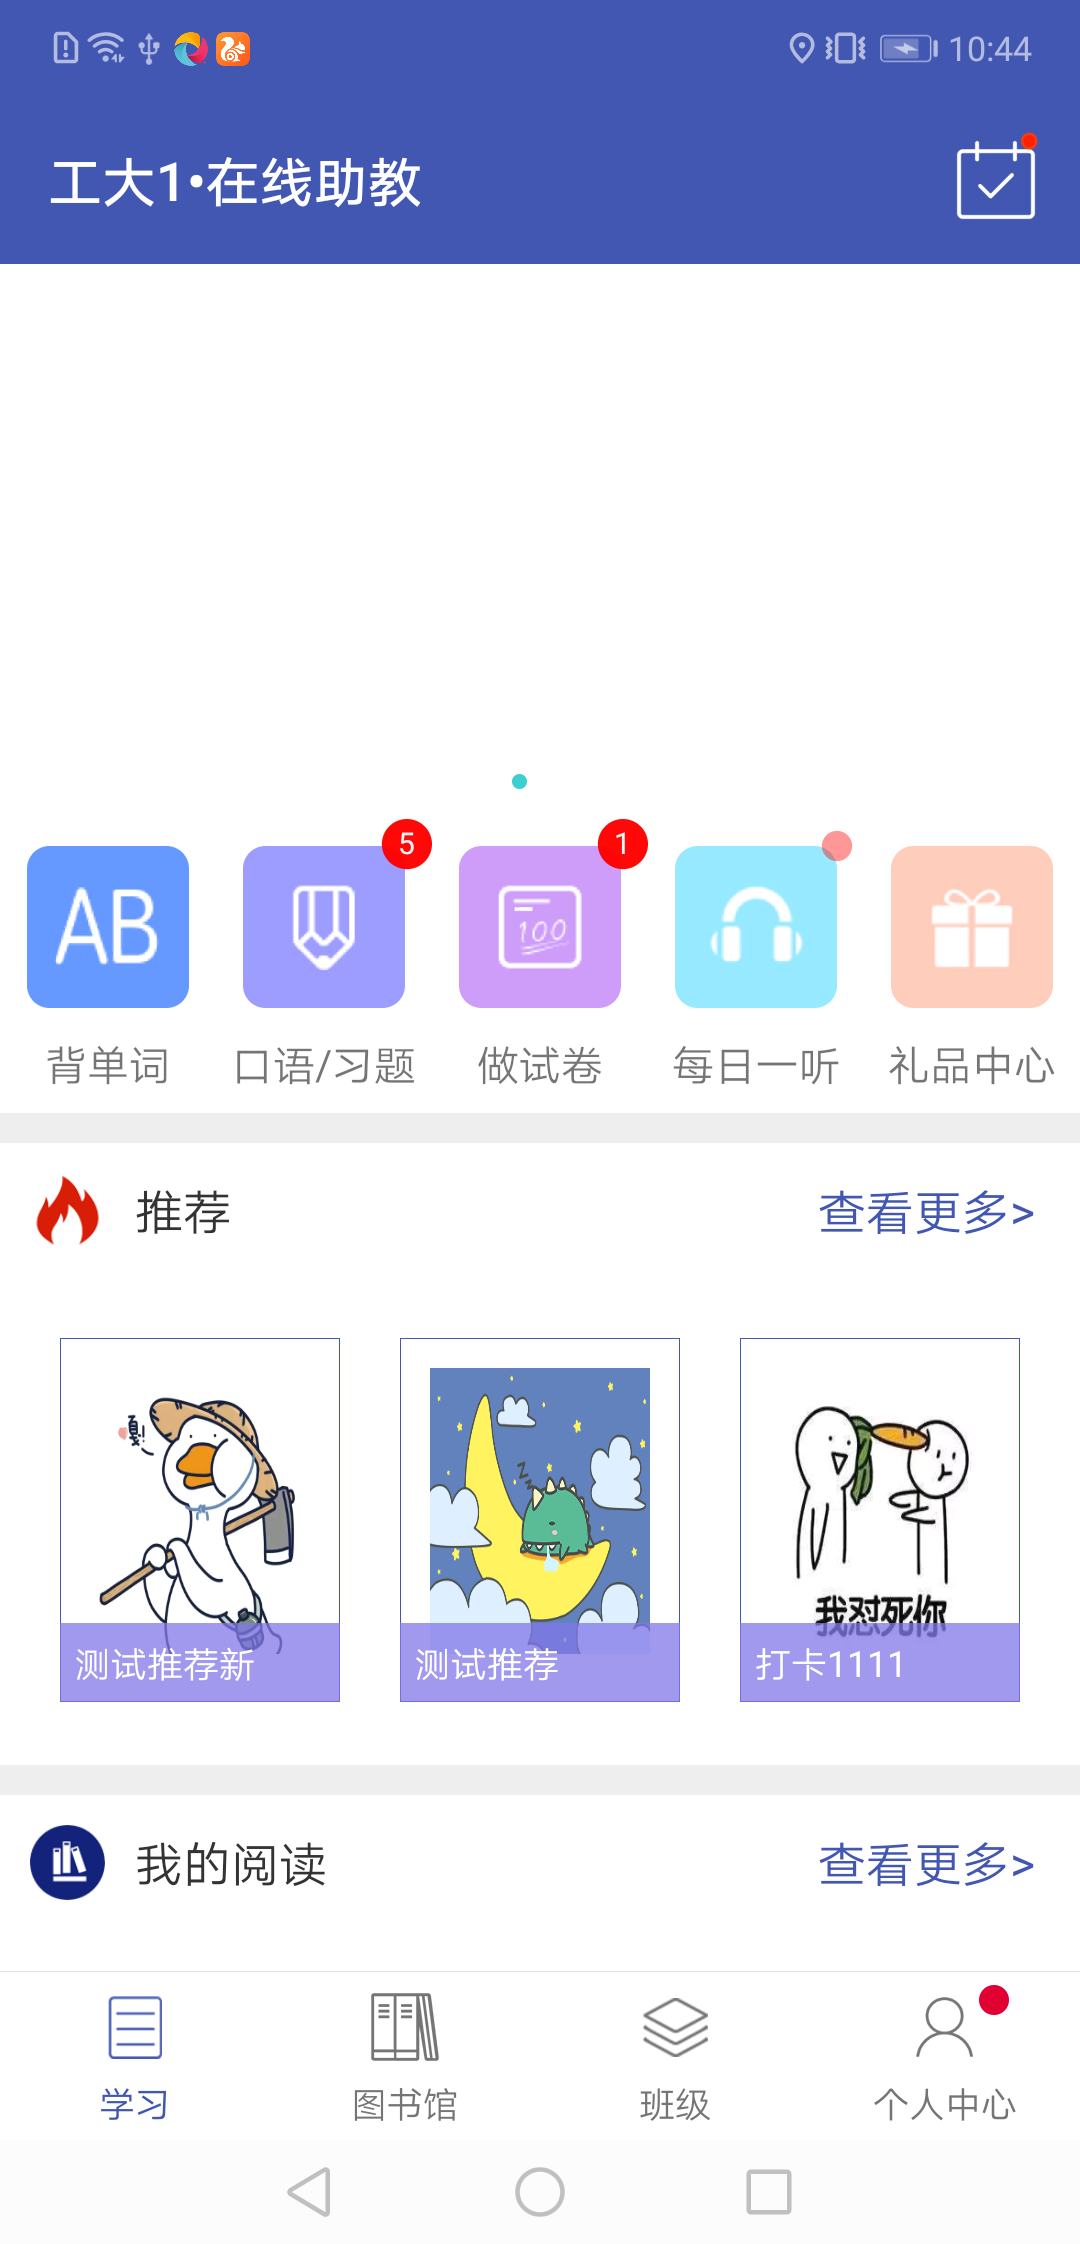 10:44
工大1•在线助教
5
1
AB
100
背单词
口语/习题
做试卷
每日一听
礼品中心
推荐
查看更多>
嘎!
z z z
我怼死你
测试推荐新
测试推荐
打卡1111
我的阅读
查看更多>
学习
图书馆
班级
个人中心